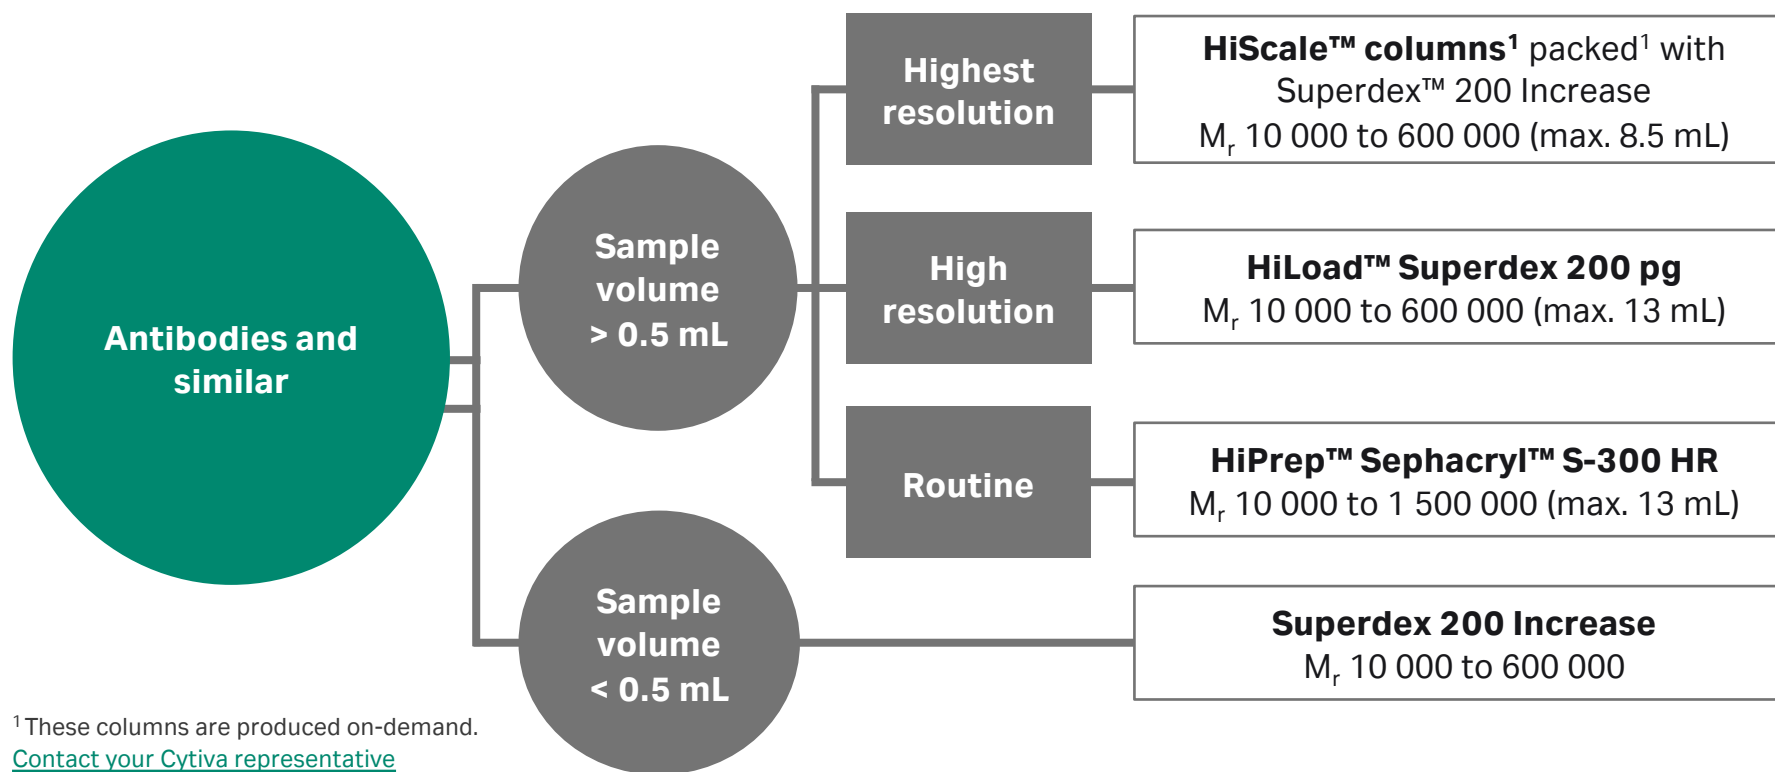 Antibodies and
similar
Sample
volume
> 0.5 mL
Highest
resolution
HiScale™ columns¹ packed¹ with
Superdex™ 200 Increase
Mᵣ 10 000 to 600 000 (max. 8.5 mL)
High
resolution
HiLoad™ Superdex 200 pg
Mᵣ 10 000 to 600 000 (max. 13 mL)
Routine
HiPrep™ Sephacryl™ S-300 HR
Mᵣ 10 000 to 1 500 000 (max. 13 mL)
Sample
volume
< 0.5 mL
Superdex 200 Increase
Mᵣ 10 000 to 600 000
¹ These columns are produced on-demand.
Contact your Cytiva representative